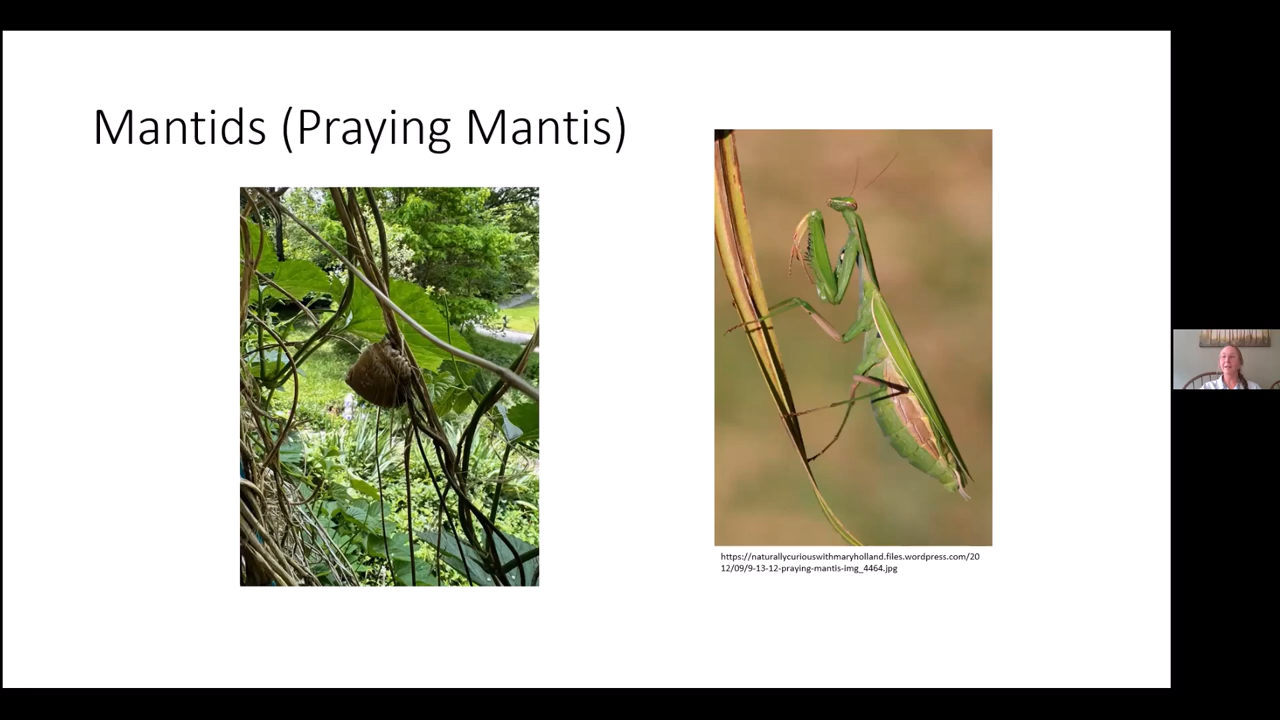 Mantids (Praying Mantis)
https://naturallycuriouswithmaryholland.files.wordpress.com/20
12/09/9-13-12-praying-mantis-img_4464.jpg